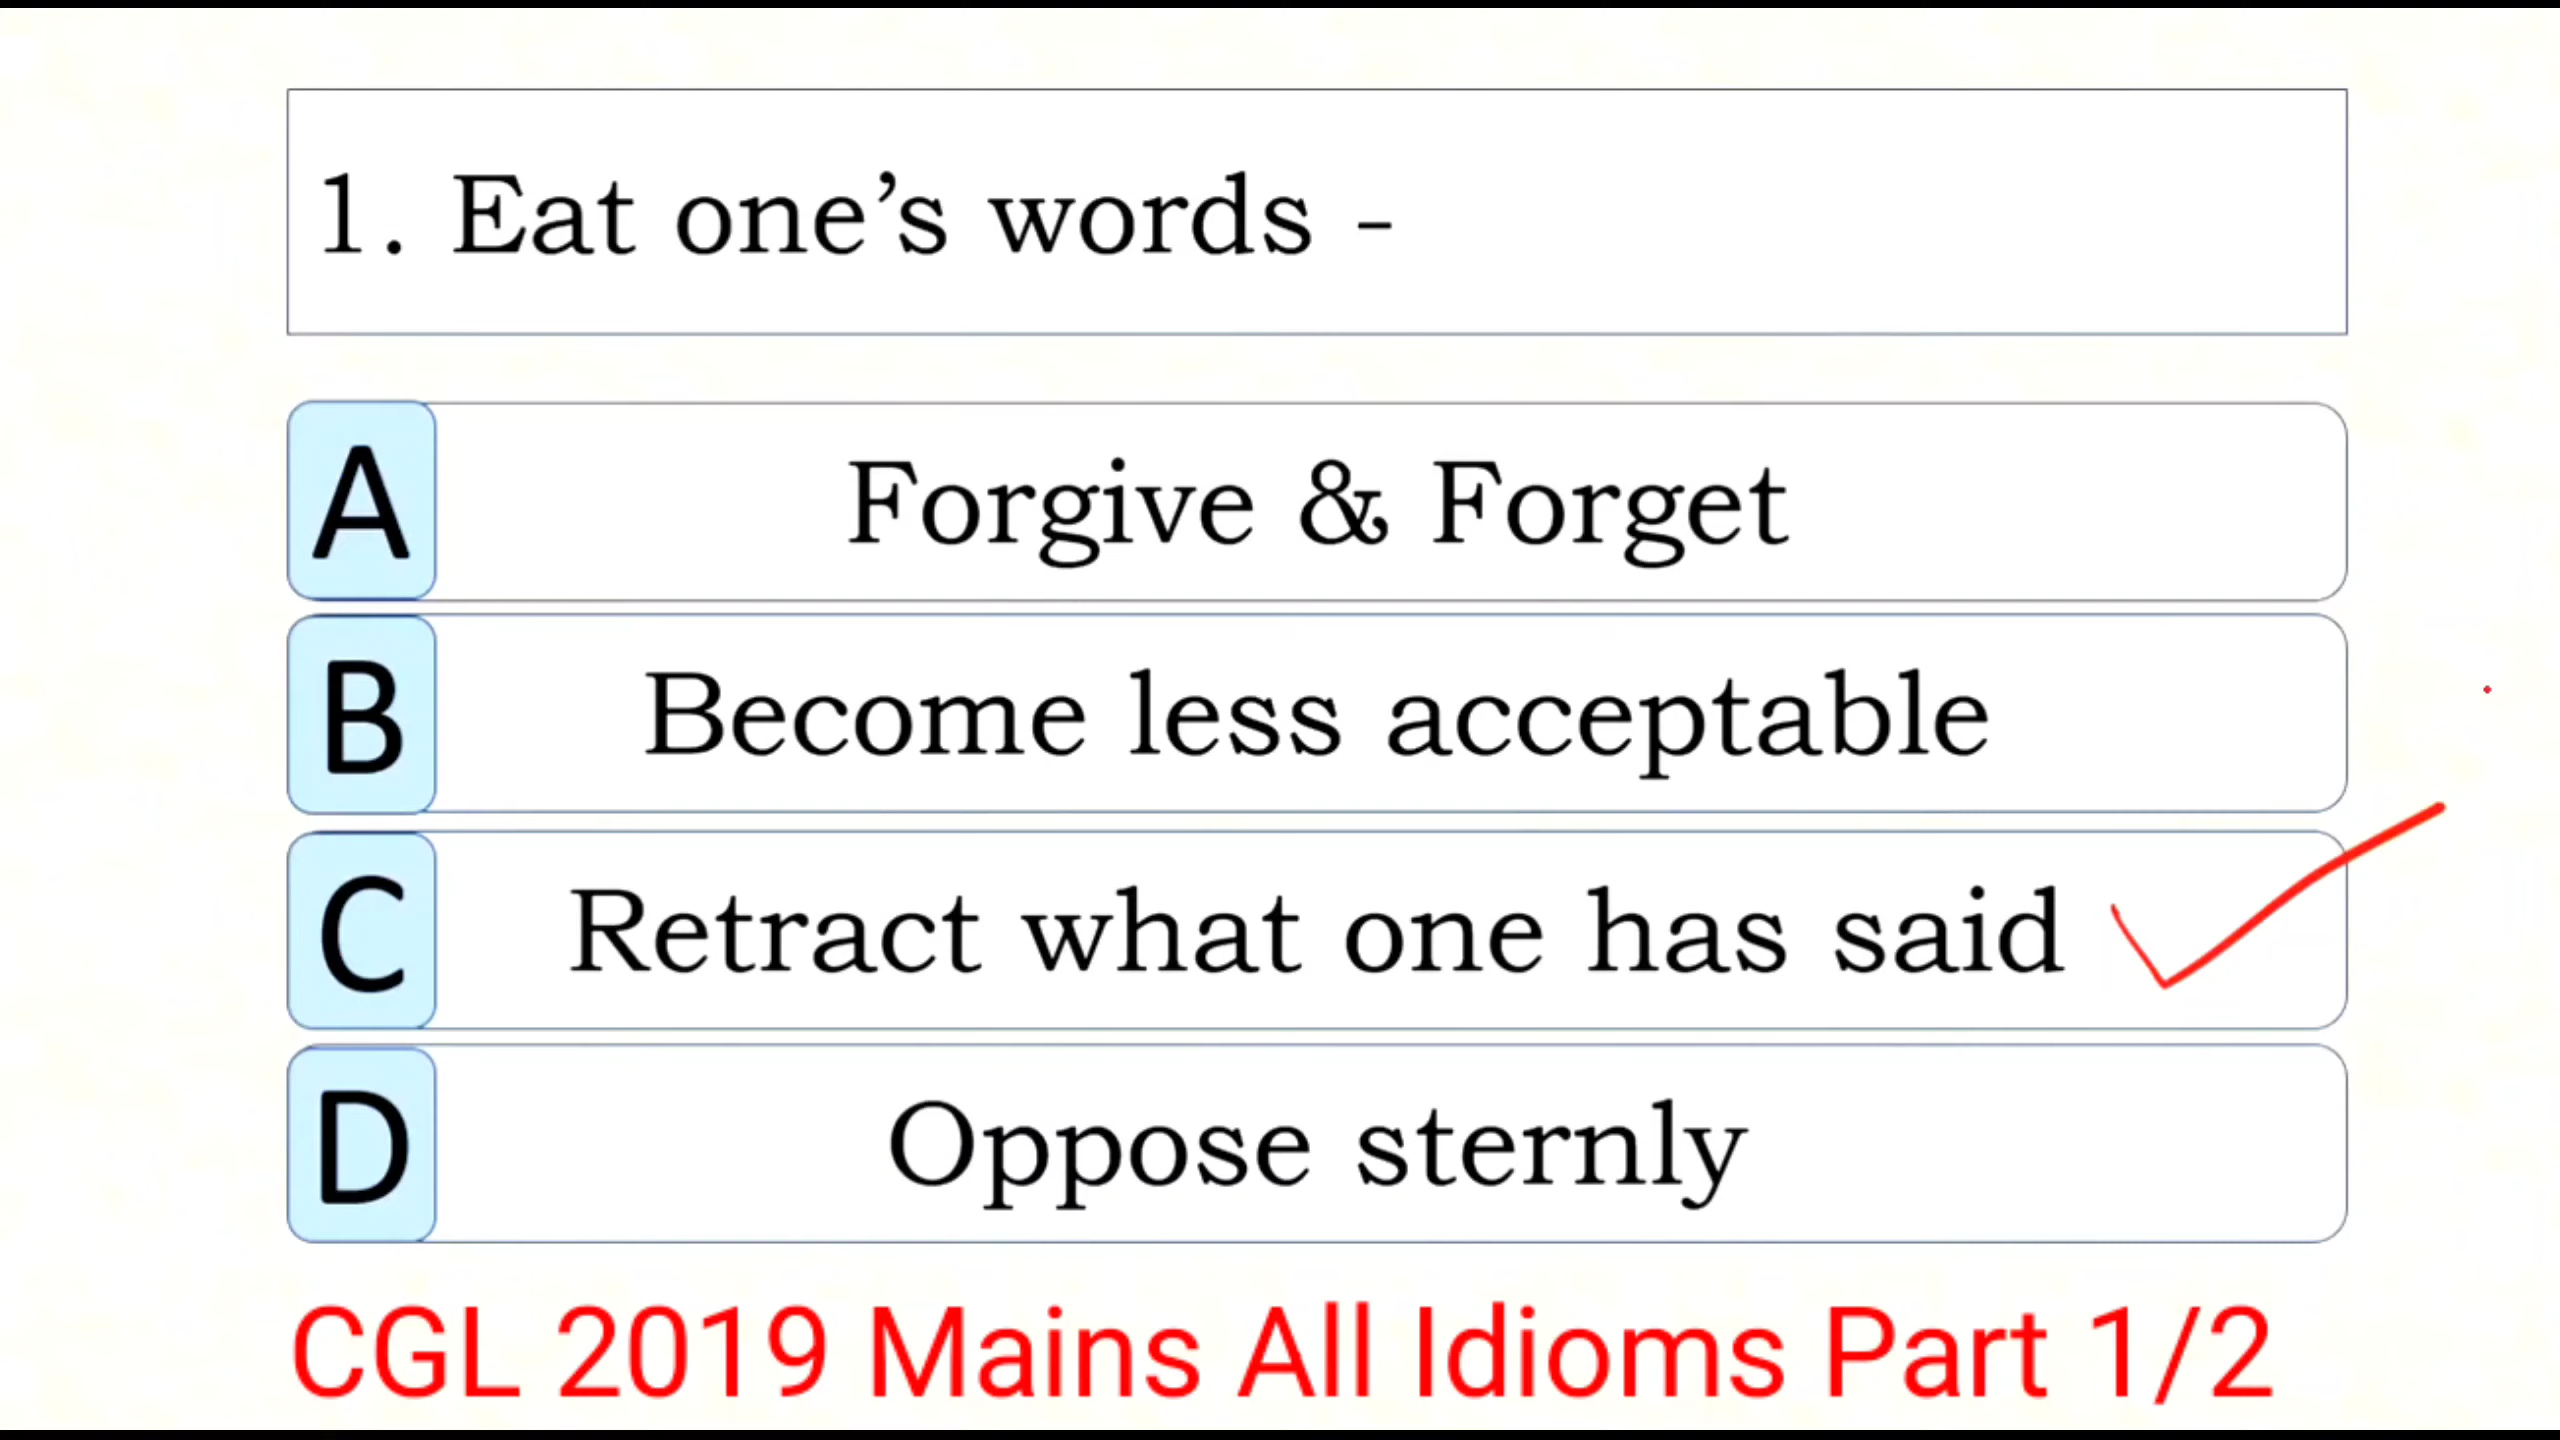 1. Eat one’s words -
A Forgive & Forget
B Become less acceptable
C Retract what one has said
D Oppose sternly
CGL 2019 Mains All Idioms Part 1/2